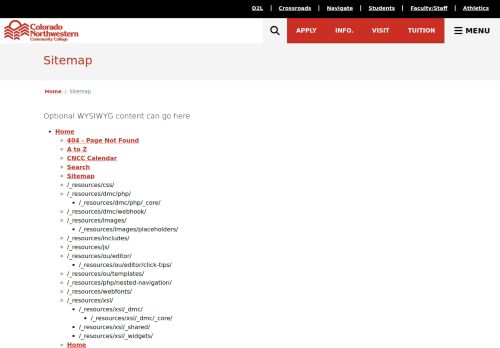 D2L | Crossroads | Navigate | Students | Faculty/Staff | Athletics
Colorado
Northwestern
Community College
APPLY INFO. VISIT TUITION MENU
Sitemap
Home / Sitemap
Optional WYSIWYG content can go here
Home
404 - Page Not Found
A to Z
CNCC Calendar
Search
Sitemap
/_resources/css/
/_resources/dmc/php/
/_resources/dmc/php/_core/
/_resources/dmc/webhook/
/_resources/images/
/_resources/images/placeholders/
/_resources/includes/
/_resources/js/
/_resources/ou/editor/
/_resources/ou/editor/click-tips/
/_resources/ou/templates/
/_resources/php/nested-navigation/
/_resources/webfonts/
/_resources/xsl/
/_resources/xsl/_dmc/
/_resources/xsl/_dmc/_core/
/_resources/xsl/_shared/
/_resources/xsl/_widgets/
Home